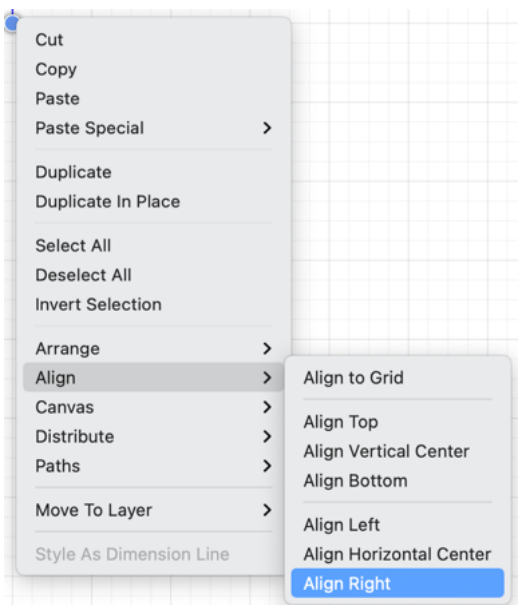 Cut
Copy
Paste
Paste Special
Duplicate
Duplicate In Place
Select All
Deselect All
Invert Selection
Arrange
Align
Canvas
Distribute
Paths
Move To Layer
Style As Dimension Line
Align to Grid
Align Top
Align Vertical Center
Align Bottom
Align Left
Align Horizontal Center
Align Right